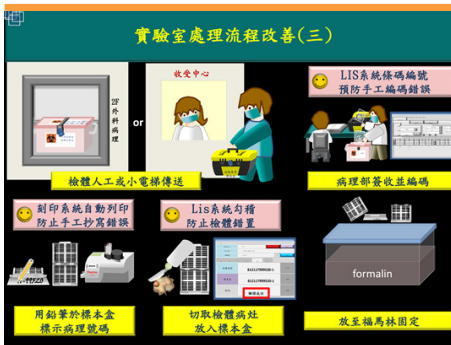 實驗室處理流程改善(三)
2F
外科病理
or
收受中心
LIS系統條碼編號
預防手工編碼錯誤
檢體人工或小電梯傳送
病理部簽收並編碼
刻印系統自動列印
防止手工抄寫錯誤
Lis系統勾稽
防止檢體錯置
formalin
用鉛筆於標本盒
標示病理號碼
切取檢體病灶
放入標本盒
放至福馬林固定